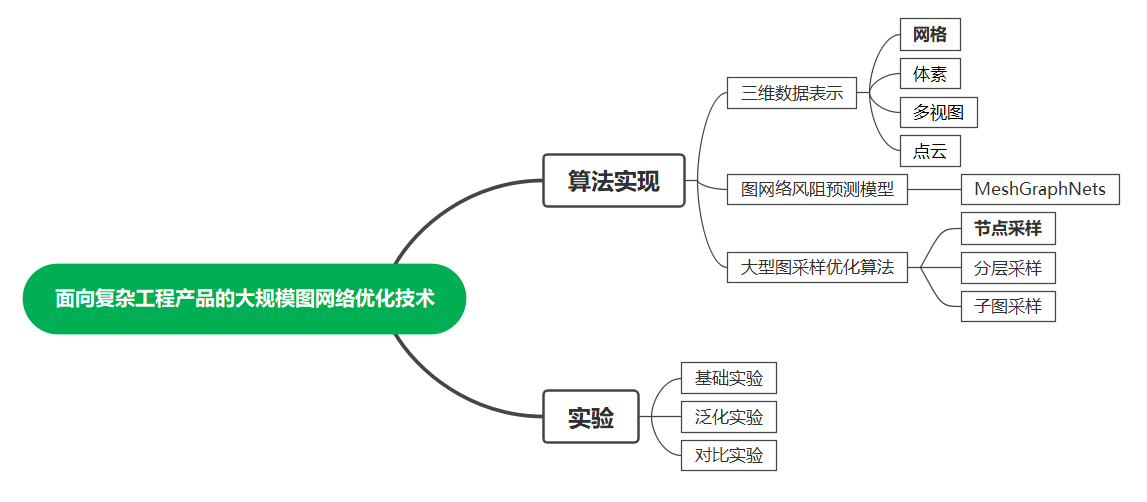 面向复杂工程产品的大规模图网络优化技术
算法实现
三维数据表示
网格
体素
多视图
点云
图网络风阻预测模型
MeshGraphNets
大型图采样优化算法
节点采样
分层采样
子图采样
实验
基础实验
泛化实验
对比实验